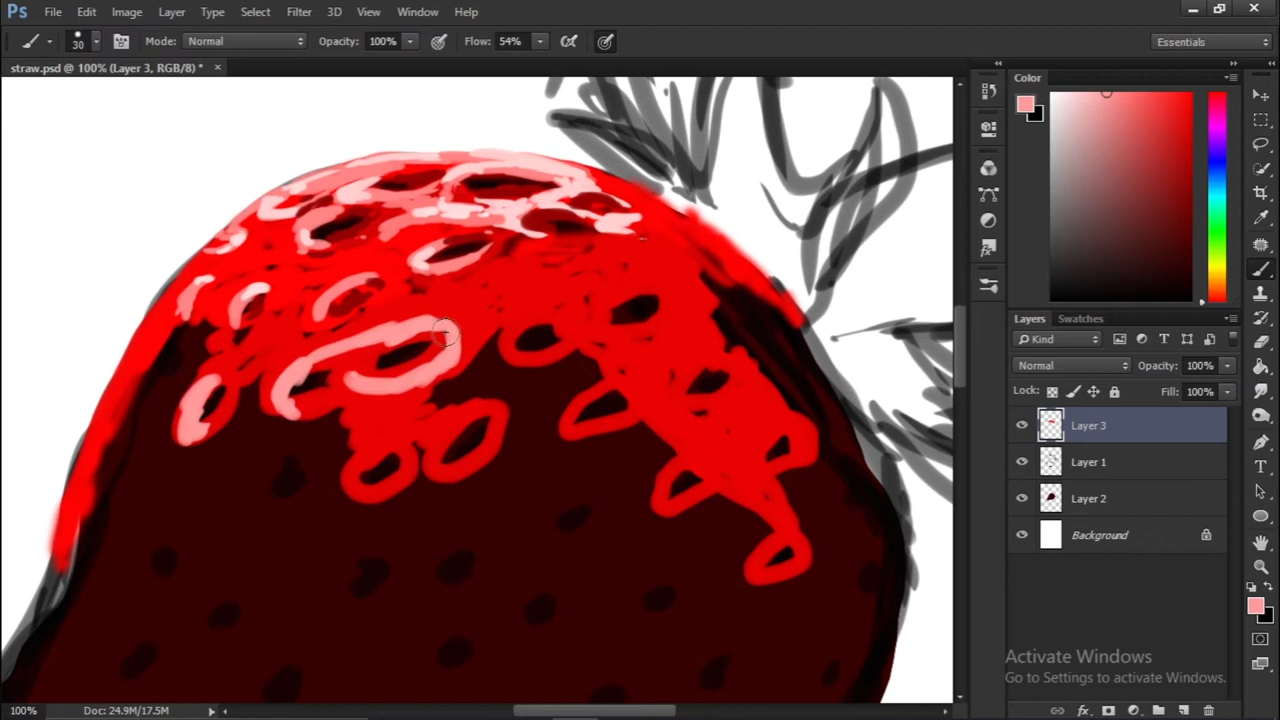 Ps File Edit Image Layer Type Select Filter 3D View Window Help
30 Mode: Normal Opacity: 100% Flow: 54% Essentials
straw.psd @ 100% (Layer 3, RGB/8) * ×
Color
Layers Swatches
Kind
Normal Opacity: 100%
Lock: Fill: 100%
Layer 3
Layer 1
Layer 2
Background
Activate Windows
Go to Settings to activate Windows.
100% Doc: 24.9M/17.5M